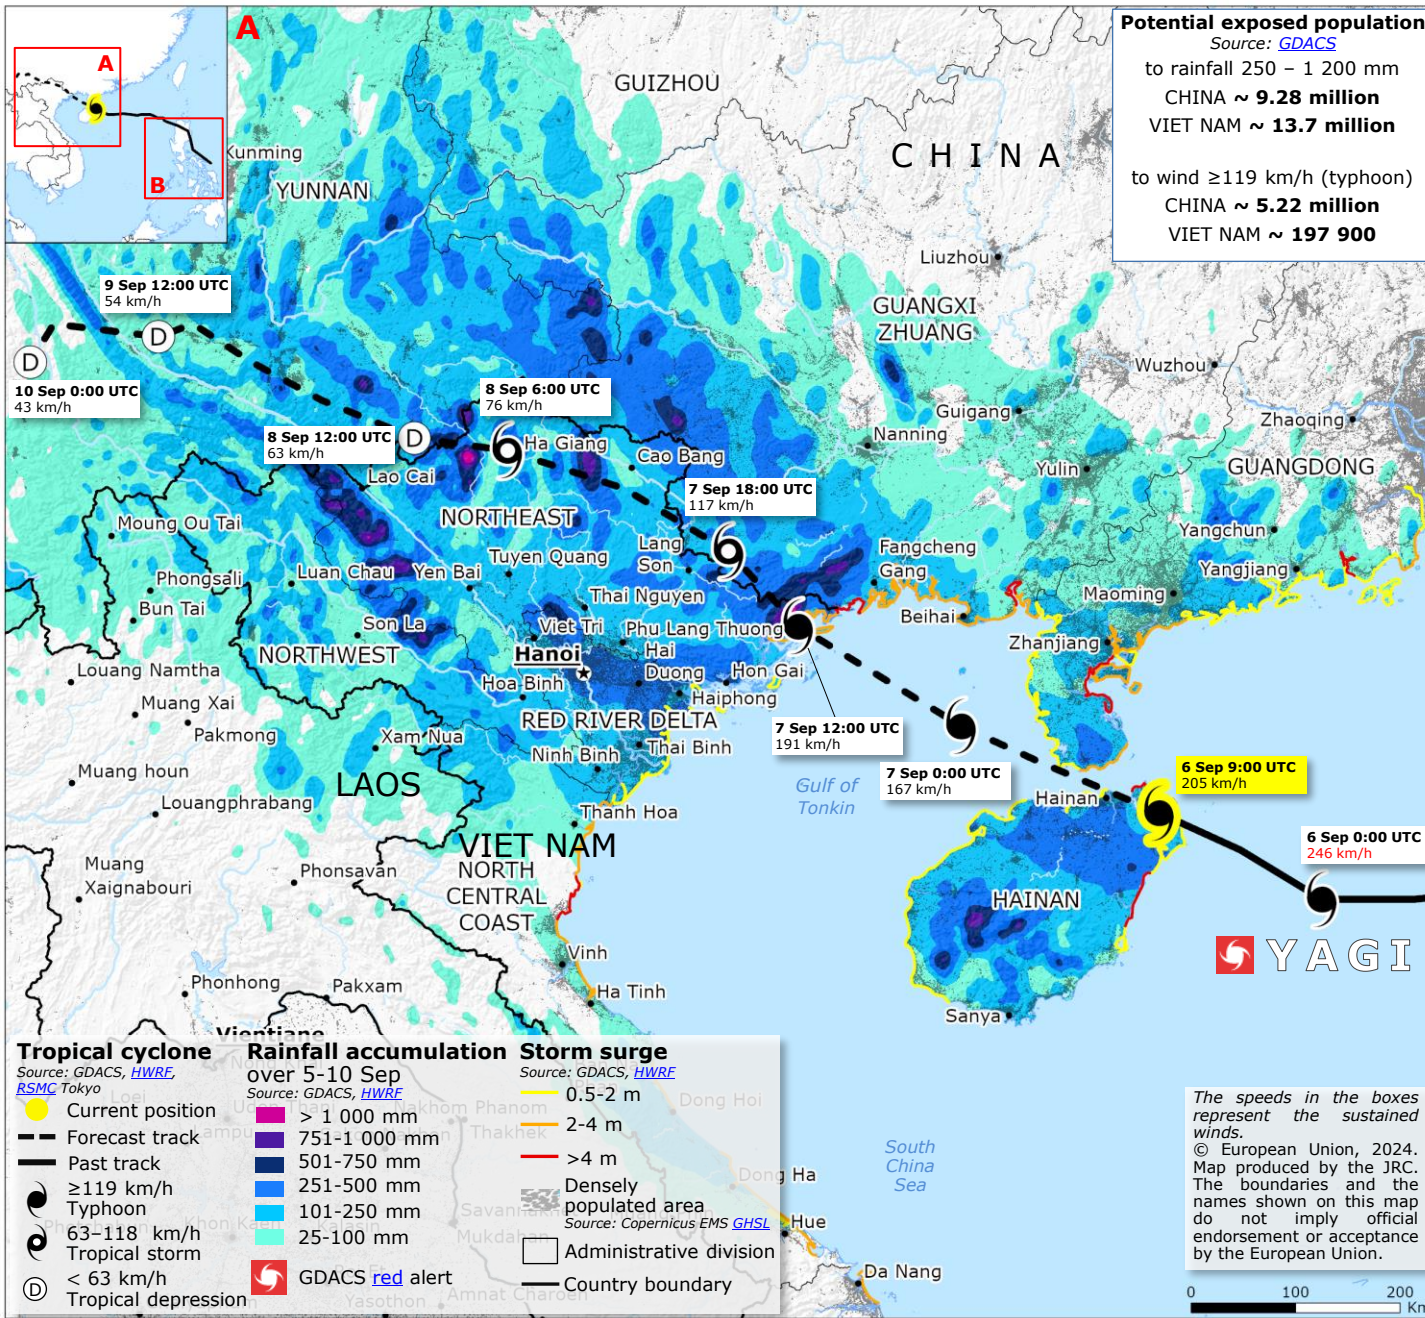 A
A
B
Potential exposed population
Source: GDACS
to rainfall 250 – 1 200 mm
CHINA ~ 9.28 million
VIET NAM ~ 13.7 million
to wind ≥119 km/h (typhoon)
CHINA ~ 5.22 million
VIET NAM ~ 197 900
GUIZHOU
CHINA
Kunming
YUNNAN
Liuzhou
GUANGXI
ZHUANG
Wuzhou
9 Sep 12:00 UTC
54 km/h
D
D
10 Sep 0:00 UTC
43 km/h
8 Sep 6:00 UTC
76 km/h
8 Sep 12:00 UTC
63 km/h
D
Ha Giang
Cao Bang
Lao Cai
Guigang
Nanning
Zhaoqing
Yulin
GUANGDONG
7 Sep 18:00 UTC
117 km/h
NORTHEAST
Moung Ou Tai
Tuyen Quang
Lang
Son
Fangcheng
Gang
Yangchun
Yangjiang
Phongsali
Luan Chau
Yen Bai
Bun Tai
Thai Nguyen
Beihai
Maoming
Son La
Viet Tri
Phu Lang Thuong
Zhanjiang
NORTHWEST
Hanoi
Hai
Duong
Hon Gai
Louang Namtha
Hoa Binh
Haiphong
Muang Xai
RED RIVER DELTA
Pakmong
Xam Nua
Ninh Binh
Thai Binh
7 Sep 12:00 UTC
191 km/h
7 Sep 0:00 UTC
167 km/h
6 Sep 9:00 UTC
205 km/h
Muang houn
LAOS
Gulf of
Tonkin
Hainan
Louangphrabang
Thanh Hoa
6 Sep 0:00 UTC
246 km/h
VIET NAM
Muang
Xaignabouri
Phonsavan
NORTH
CENTRAL
COAST
HAINAN
YAGI
Vinh
Phonhong
Pakxam
Ha Tinh
Sanya
Vientiane
Tropical cyclone
Source: GDACS, HWRF,
RSMC Tokyo
Current position
Forecast track
Past track
≥119 km/h
Typhoon
63–118 km/h
Tropical storm
D
< 63 km/h
Tropical depression
Rainfall accumulation
over 5-10 Sep
Source: GDACS, HWRF
> 1 000 mm
751-1 000 mm
501-750 mm
251-500 mm
101-250 mm
25-100 mm
GDACS red alert
Storm surge
Source: GDACS, HWRF
0.5-2 m
2-4 m
>4 m
Densely
populated area
Source: Copernicus EMS GHSL
Administrative division
Country boundary
Loei
Nakhom Phanom
Thakhek
Mukdahan
Kalasin
Yasothon
Amnat Charoen
Dong Hoi
Dong Ha
Hue
Da Nang
South
China
Sea
The speeds in the boxes
represent the sustained
winds.
© European Union, 2024.
Map produced by the JRC.
The boundaries and the
names shown on this map
do not imply official
endorsement or acceptance
by the European Union.
0 100 200
Km